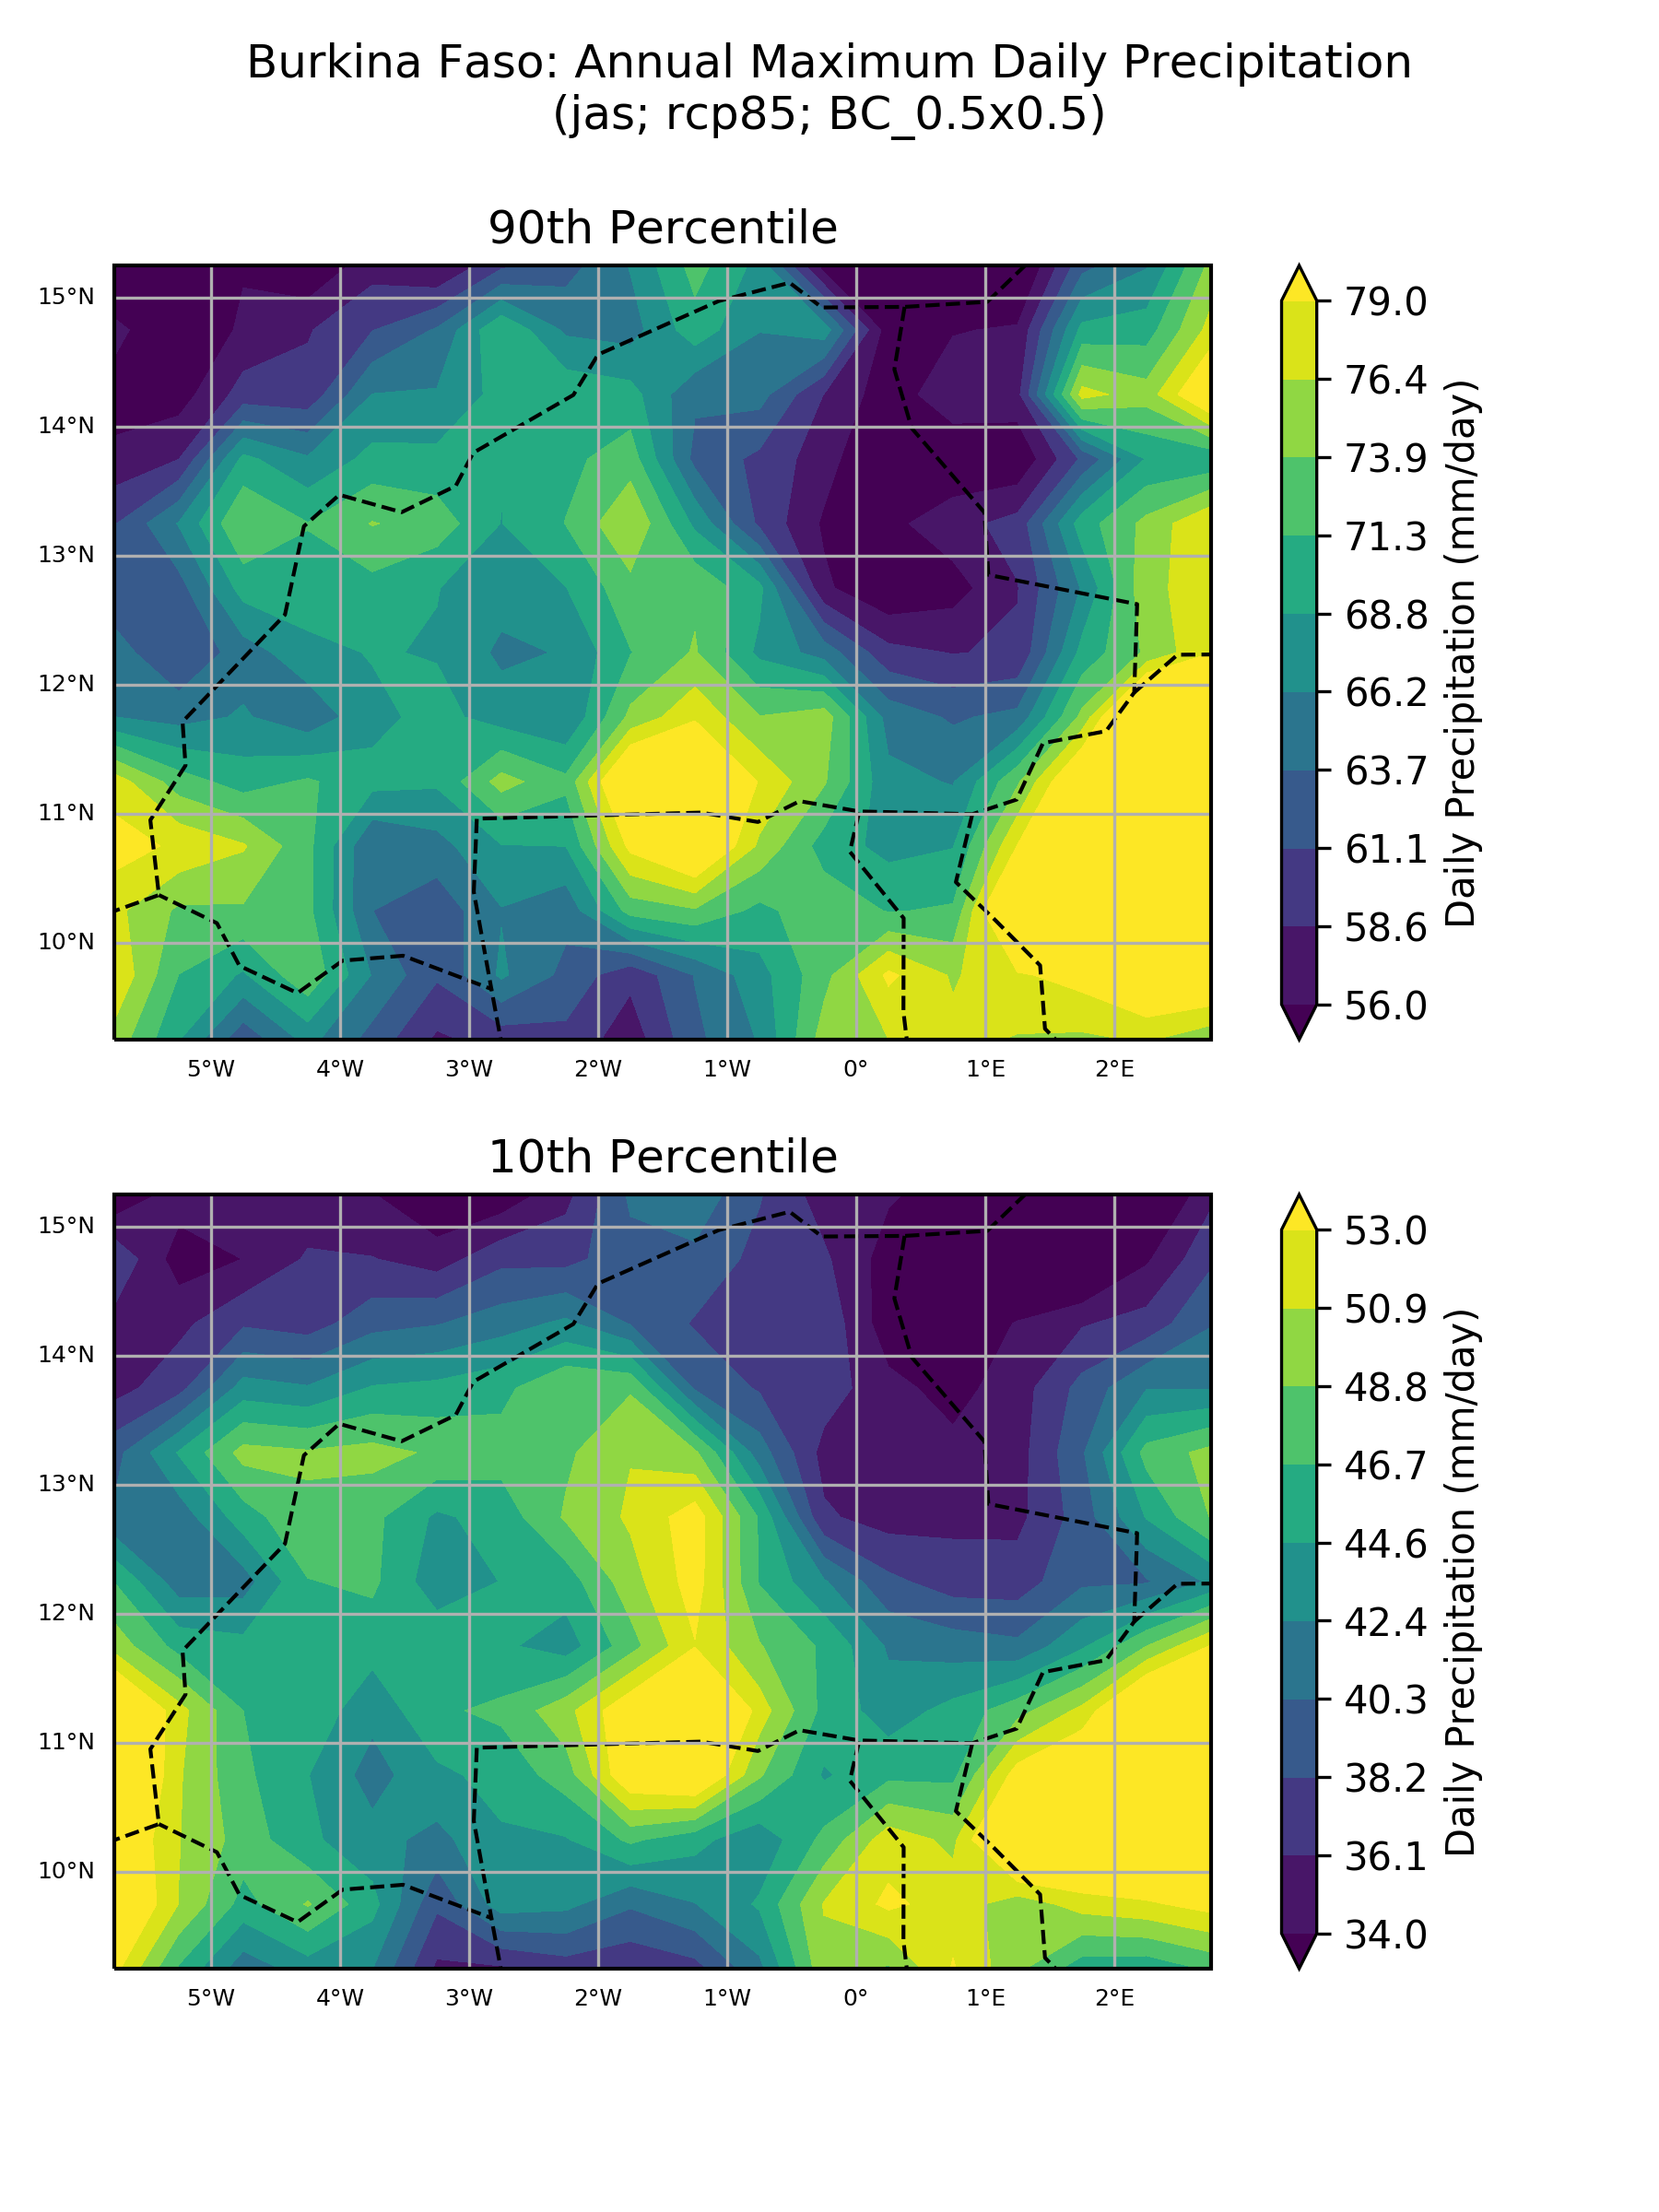 Burkina Faso: Annual Maximum Daily Precipitation
(jas; rcp85; BC_0.5x0.5)
90th Percentile
15°N
14°N
13°N
12°N
11°N
10°N
5°W 4°W 3°W 2°W 1°W 0° 1°E 2°E
79.0
76.4
73.9
71.3
68.8
66.2
63.7
61.1
58.6
56.0
Daily Precipitation (mm/day)
10th Percentile
15°N
14°N
13°N
12°N
11°N
10°N
5°W 4°W 3°W 2°W 1°W 0° 1°E 2°E
53.0
50.9
48.8
46.7
44.6
42.4
40.3
38.2
36.1
34.0
Daily Precipitation (mm/day)